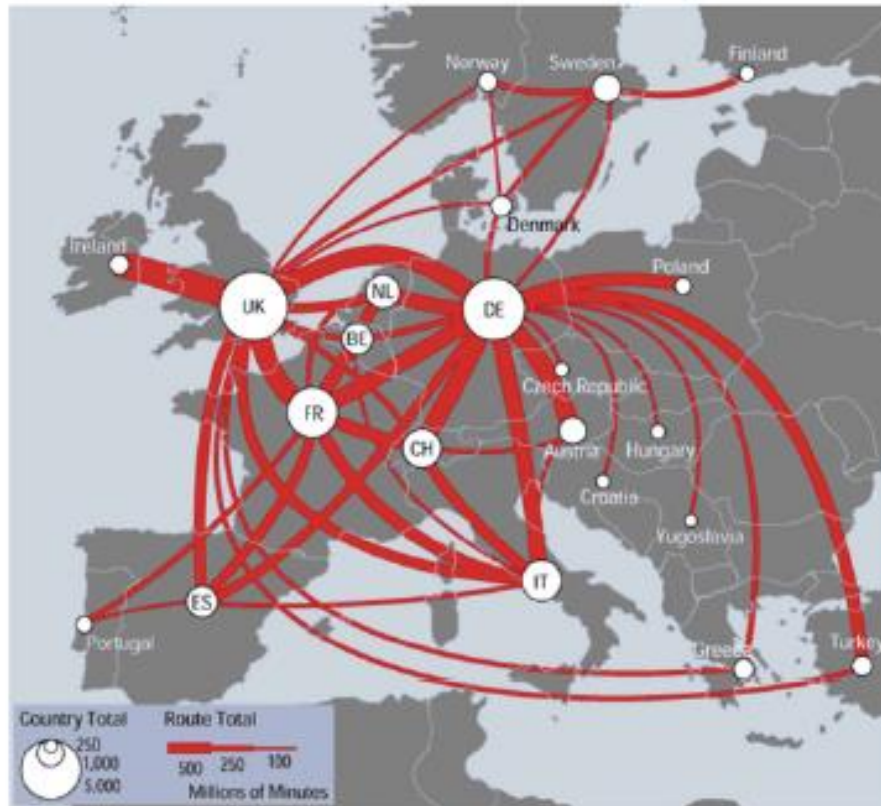 Norway Sweden Finland
Denmark
Ireland
UK NL DE Poland
BE
Czech Republic
FR
CH Austria Hungary
Croatia
Yugoslavia
IT
ES
Portugal Greece Turkey
Country Total Route Total
250
1,000
5,000
500 250 100
Millions of Minutes